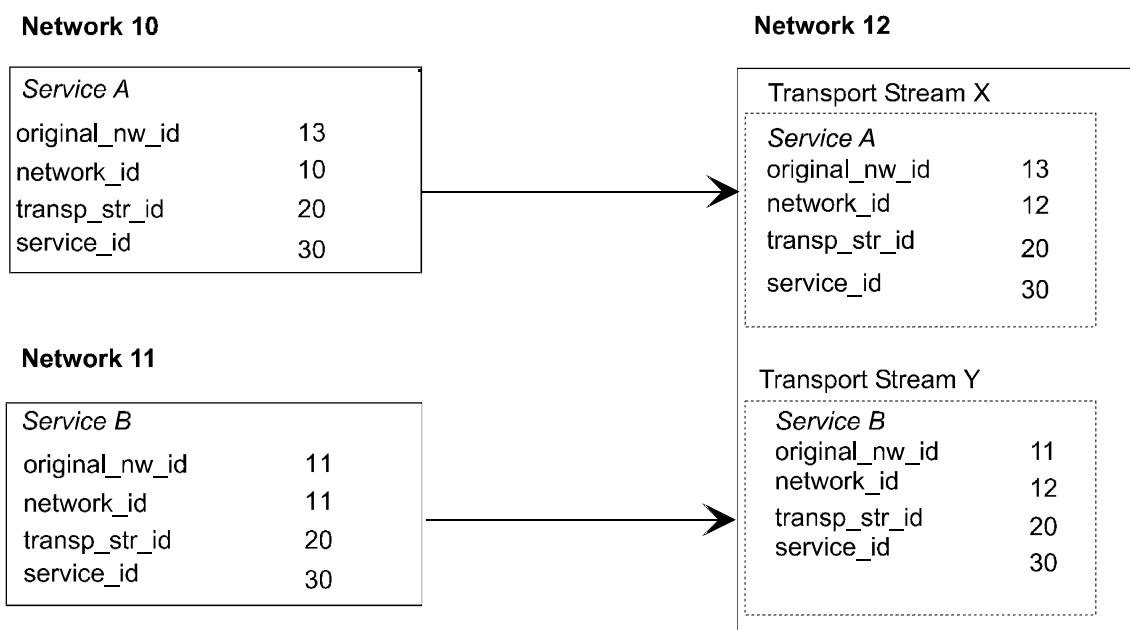 Network 10
Service A
original_nw_id 13
network_id 10
transp_str_id 20
service_id 30
Network 11
Service B
original_nw_id 11
network_id 11
transp_str_id 20
service_id 30
Network 12
Transport Stream X
Service A
original_nw_id 13
network_id 12
transp_str_id 20
service_id 30
Transport Stream Y
Service B
original_nw_id 11
network_id 12
transp_str_id 20
service_id 30